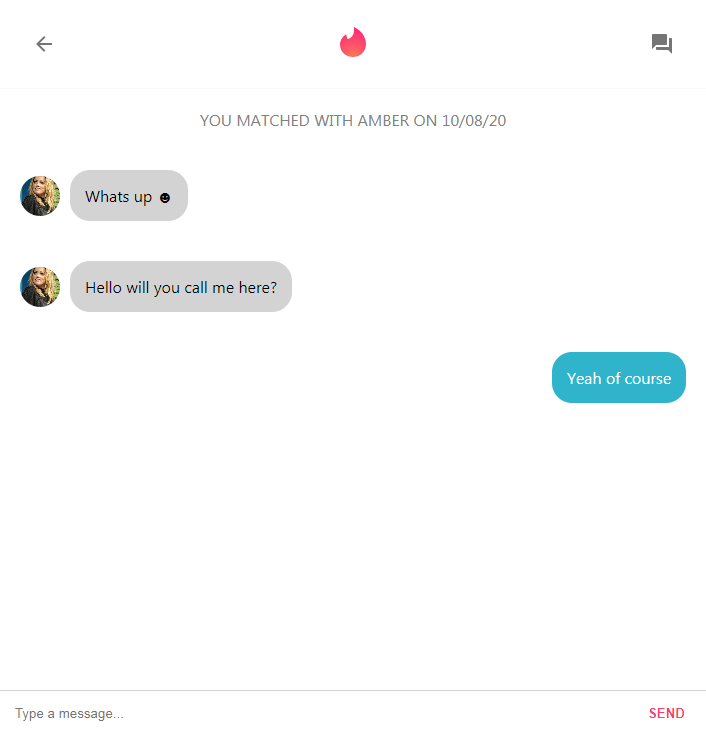 YOU MATCHED WITH AMBER ON 10/08/20
Whats up ☻
Hello will you call me here?
Yeah of course
Type a message...
SEND